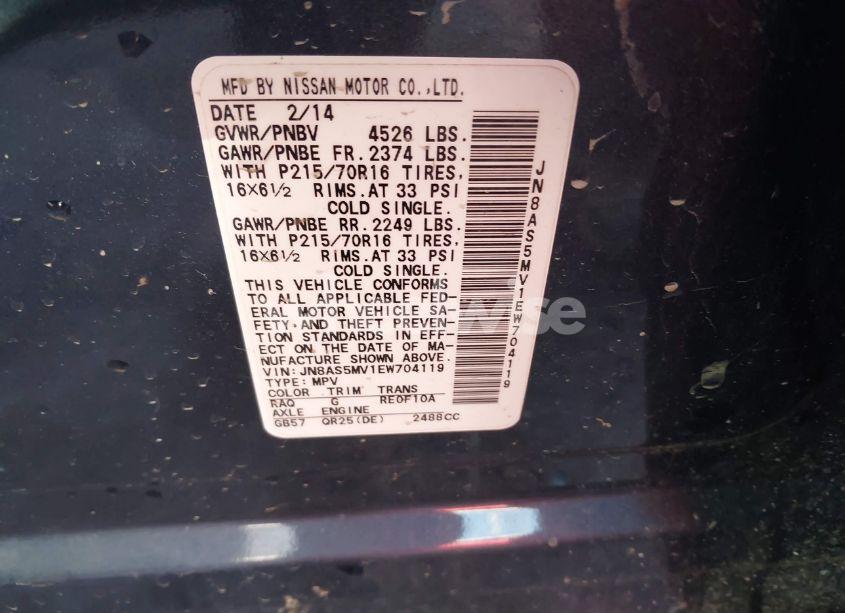 MFD BY NISSAN MOTOR CO.,LTD.
DATE 2/14
GVWR/PNBV 4526 LBS.
GAWR/PNBE FR.2374 LBS.
WITH P215/70R16 TIRES,
16X6½ RIMS.AT 33 PSI
COLD SINGLE.
GAWR/PNBE RR.2249 LBS.
WITH P215/70R16 TIRES,
16X6½ RIMS.AT 33 PSI
COLD SINGLE.
THIS VEHICLE CONFORMS
TO ALL APPLICABLE FED-
ERAL MOTOR VEHICLE SA-
FETY AND THEFT PREVEN-
TION STANDARDS IN EFF-
ECT ON THE DATE OF MA-
NUFACTURE SHOWN ABOVE.
VIN: JN8AS5MV1EW704119
TYPE: MPV
COLOR TRIM TRANS
RAQ G RE0F10A
AXLE ENGINE
GB57 QR25(DE) 2488CC
JN8AS5MV1EW704119